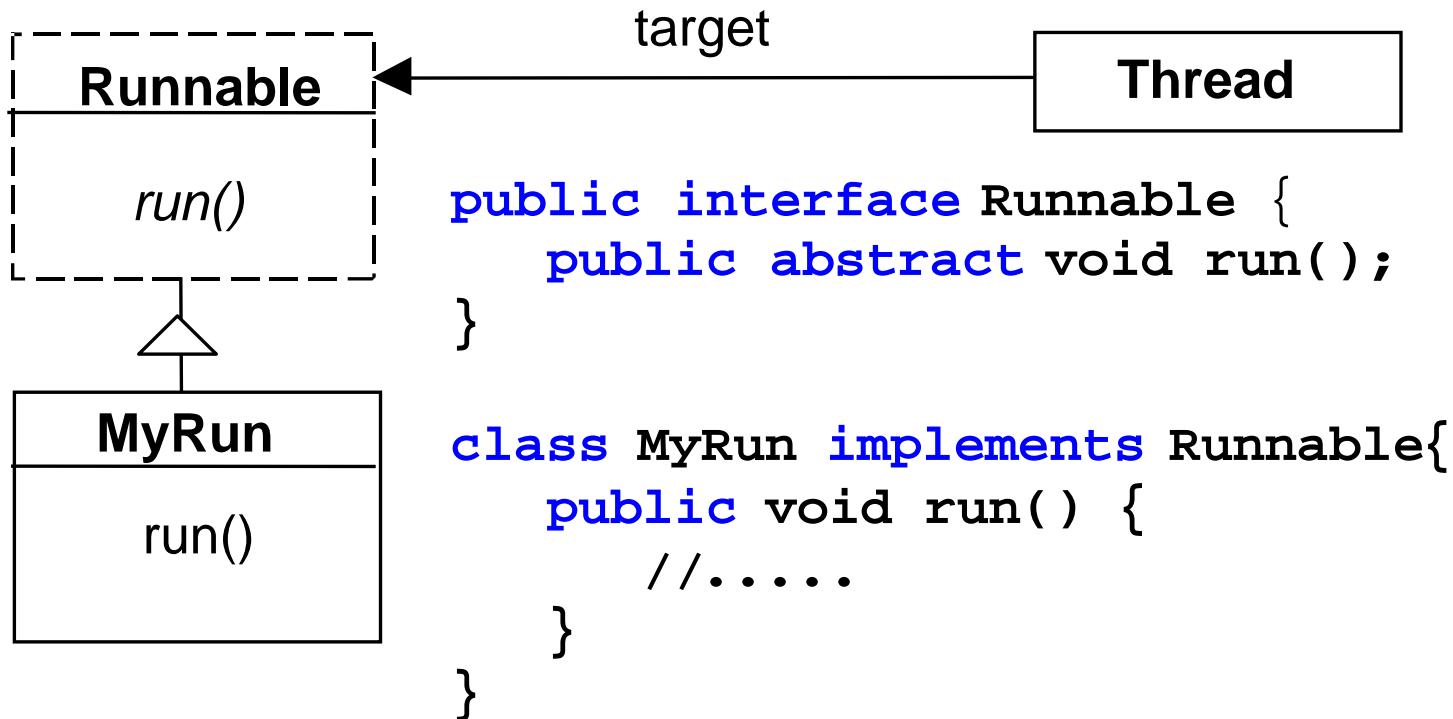 target
Runnable
Thread
run()
public interface Runnable {
public abstract void run();
}
MyRun
run()
class MyRun implements Runnable{
public void run() {
//.....
}
}